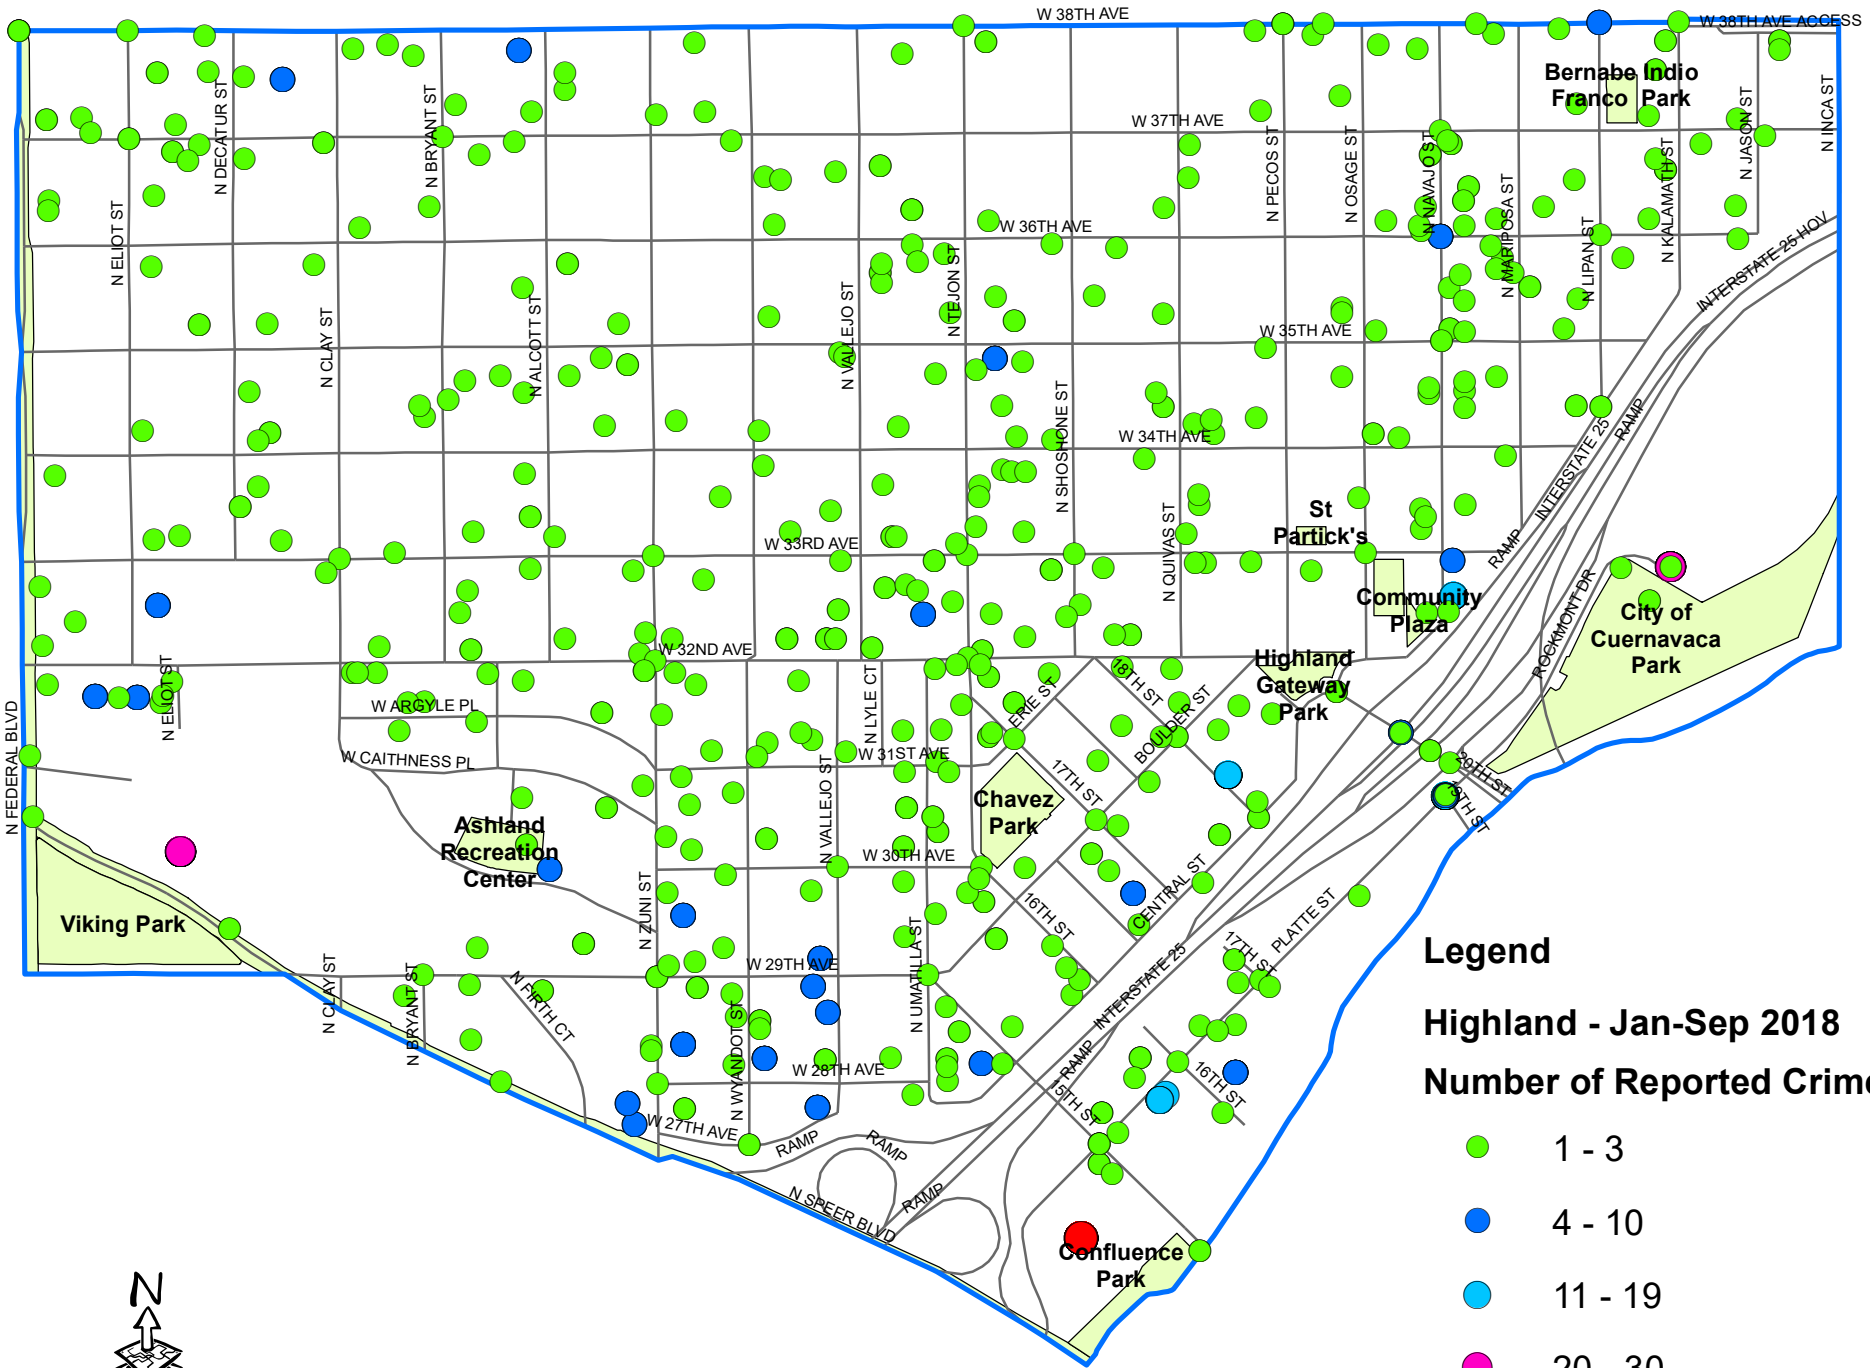 W 38TH AVE
W 38TH AVE ACCESS
Bernabe Indio
Franco Park
N DECATUR ST
N BRYANT ST
W 37TH AVE
N PECOS ST
N OSAGE ST
N NAVAJO ST
N MARIPOSA ST
N LIPAN ST
N KALAMATH ST
N JASON ST
N INCA ST
N ELIOT ST
W 36TH AVE
N TEJON ST
INTERSTATE 25 HOV
N CLAY ST
N ALCOTT ST
N VALLEJO ST
W 35TH AVE
N SHOSHONE ST
W 34TH AVE
RAMP
INTERSTATE 25
St
Partick's
N QUIVAS ST
W 33RD AVE
RAMP
ROCKMONT DR
Community
Plaza
City of
Cuernavaca
Park
W 32ND AVE
N ELIOT ST
Highland
Gateway
Park
18TH ST
BOULDER ST
ERIE ST
N LYLE CT
W ARGYLE PL
N FEDERAL BLVD
W CAITHNESS PL
W 31ST AVE
N VALLEJO ST
17TH ST
20TH ST
19TH ST
Chavez
Park
Ashland
Recreation
Center
W 30TH AVE
CENTRAL ST
16TH ST
N ZUNI ST
Viking Park
N UMATILLA ST
PLATTE ST
17TH ST
Legend
W 29TH AVE
N CLAY ST
N BRYANT ST
N FIRTH CT
INTERSTATE 25
Highland - Jan-Sep 2018
N WYANDOT ST
W 28TH AVE
RAMP
15TH ST
16TH ST
Number of Reported Crime
W 27TH AVE
RAMP
RAMP
1 - 3
RAMP
N SPEER BLVD
4 - 10
Confluence
Park
N
11 - 19
20 - 30